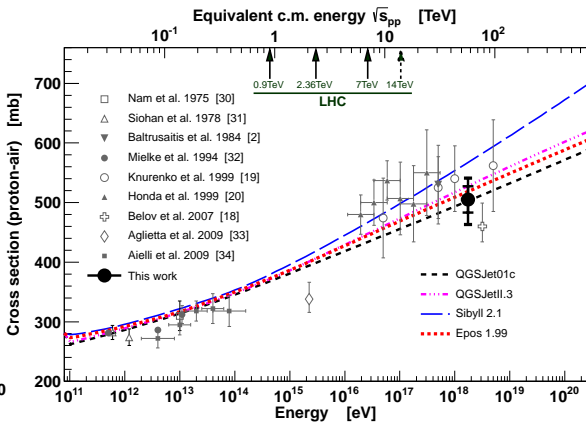 Equivalent c.m. energy √s_pp [TeV]
10^-1 1 10 10^2
0.9TeV 2.36TeV 7TeV 14TeV
LHC
Cross section (proton-air) [mb]
700
600
500
400
300
200
Nam et al. 1975 [30]
Siohan et al. 1978 [31]
Baltrusaitis et al. 1984 [2]
Mielke et al. 1994 [32]
Knurenko et al. 1999 [19]
Honda et al. 1999 [20]
Belov et al. 2007 [18]
Aglietta et al. 2009 [33]
Aielli et al. 2009 [34]
This work
QGSJet01c
QGSJetII.3
Sibyll 2.1
Epos 1.99
0
10^11 10^12 10^13 10^14 10^15 10^16 10^17 10^18 10^19 10^20
Energy [eV]